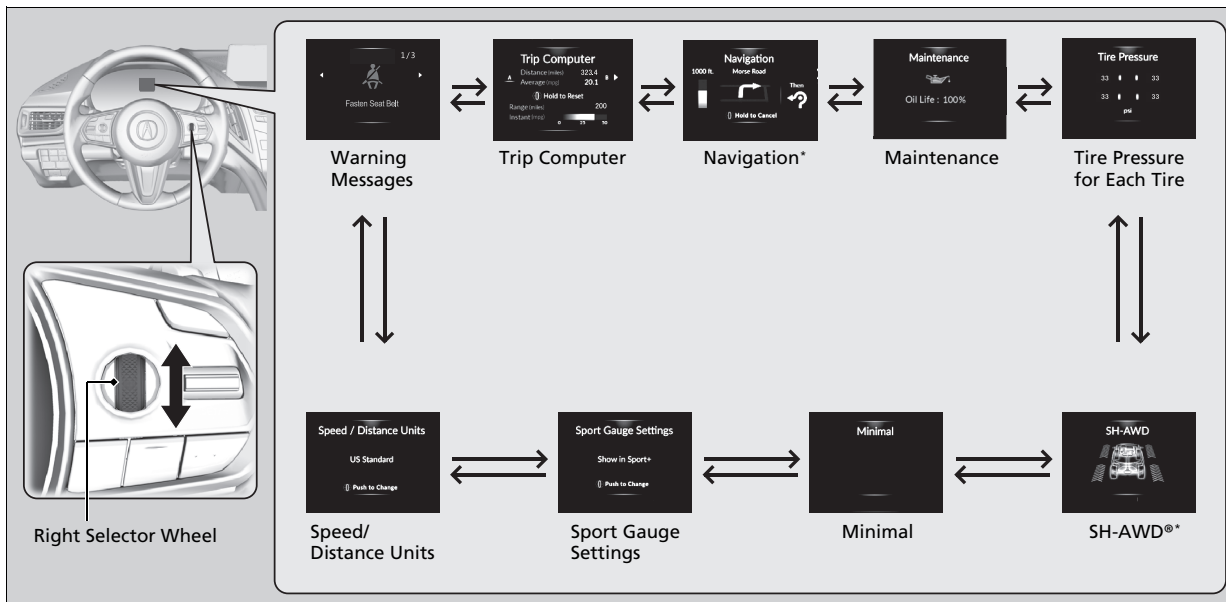 1/3
Fasten Seat Belt
Warning
Messages
Trip Computer
Distance (miles) 323.4
A Average (mpg) 20.1 B
Hold to Reset
Range (miles) 200
Instant (mpg)
0 25 50
Trip Computer
Navigation
1000 ft. Morse Road
Then
Hold to Cancel
Navigation*
Maintenance
Oil Life : 100%
Maintenance
Tire Pressure
33 33
33 33
psi
Tire Pressure
for Each Tire
Right Selector Wheel
Speed / Distance Units
US Standard
Push to Change
Speed/
Distance Units
Sport Gauge Settings
Show in Sport+
Push to Change
Sport Gauge
Settings
Minimal
Minimal
SH-AWD
SH-AWD®*